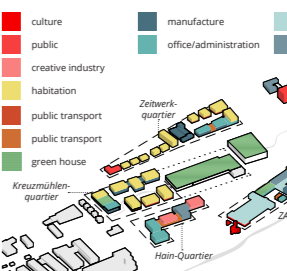 culture
public
creative industry
habitation
public transport
public transport
green house
manufacture
office/administration
Zeitwerk-
quartier
Kreuzmühlen-
quartier
Hain-Quartier
ZA